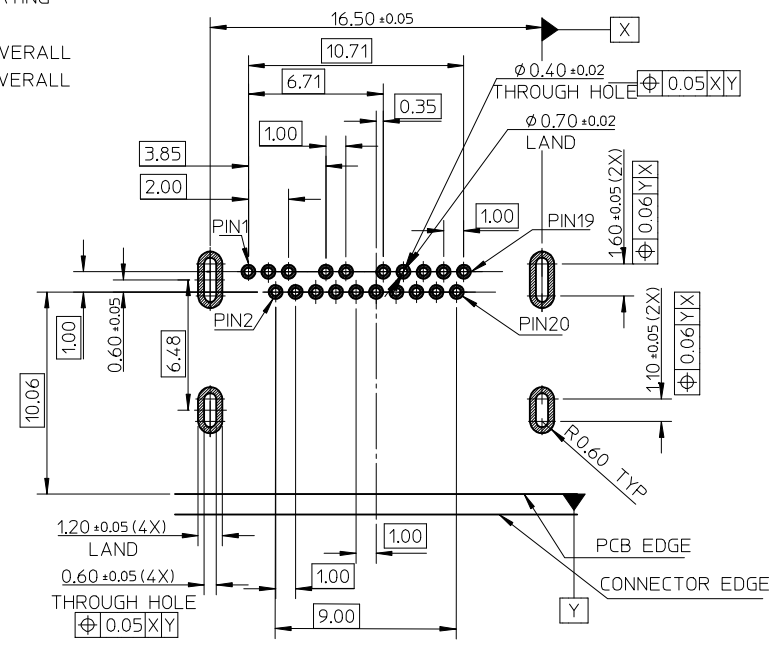 ATING
VERALL
VERALL
16.50 ±0.05
X
10.71
6.71
Ø 0.40 ±0.02
THROUGH HOLE
⌖ 0.05 X Y
0.35
Ø 0.70 ±0.02
LAND
1.00
3.85
2.00
1.00
PIN1
PIN19
1.60 ±0.05 (2X)
⌖ 0.06 Y X
PIN2
PIN20
1.00
0.60 ±0.05
6.48
1.10 ±0.05 (2X)
⌖ 0.06 Y X
10.06
R0.60 TYP
1.20 ±0.05 (4X)
LAND
1.00
PCB EDGE
0.60 ±0.05 (4X)
THROUGH HOLE
⌖ 0.05 X Y
1.00
CONNECTOR EDGE
9.00
Y